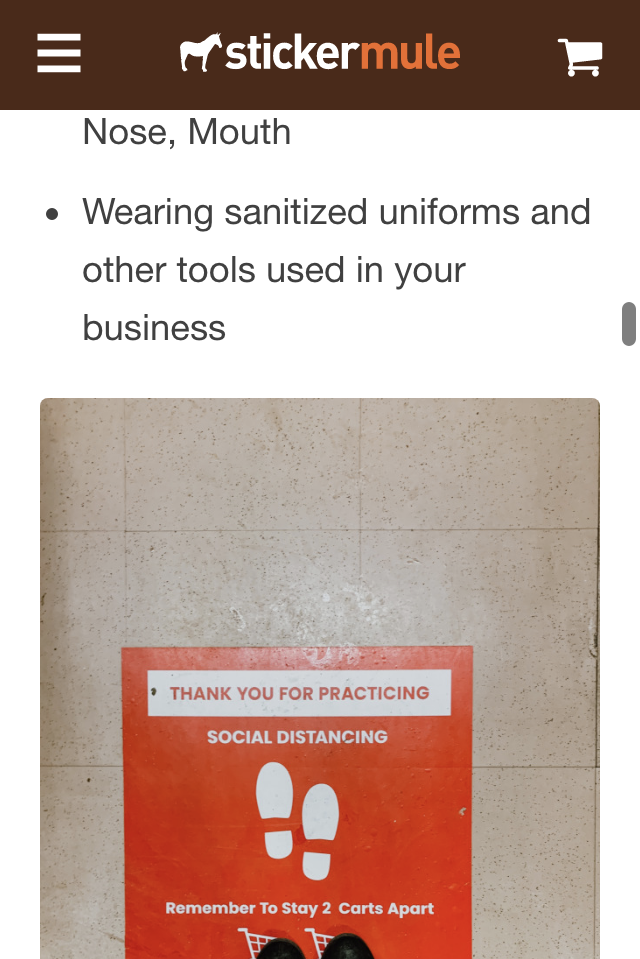 stickermule
Nose, Mouth
• Wearing sanitized uniforms and
other tools used in your
business
THANK YOU FOR PRACTICING
SOCIAL DISTANCING
Remember To Stay 2 Carts Apart